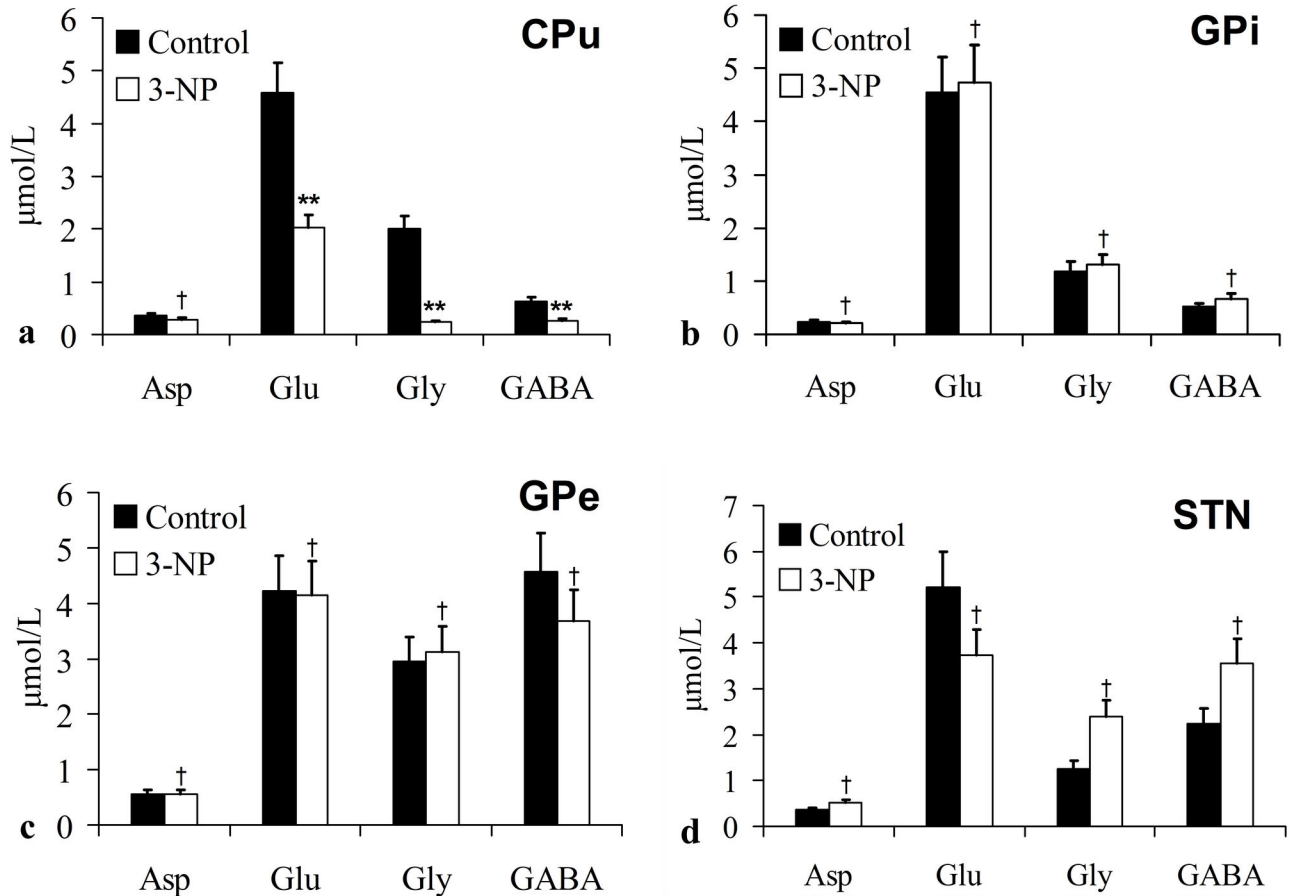 CPu
Control
3-NP
μmol/L
6
5
4
3
2
1
0
†
**
**
**
a
Asp Glu Gly GABA
GPi
Control
3-NP
μmol/L
6
5
4
3
2
1
0
†
†
†
†
b
Asp Glu Gly GABA
GPe
Control
3-NP
μmol/L
6
5
4
3
2
1
0
†
†
†
†
c
Asp Glu Gly GABA
STN
Control
3-NP
μmol/L
7
6
5
4
3
2
1
0
†
†
†
†
d
Asp Glu Gly GABA